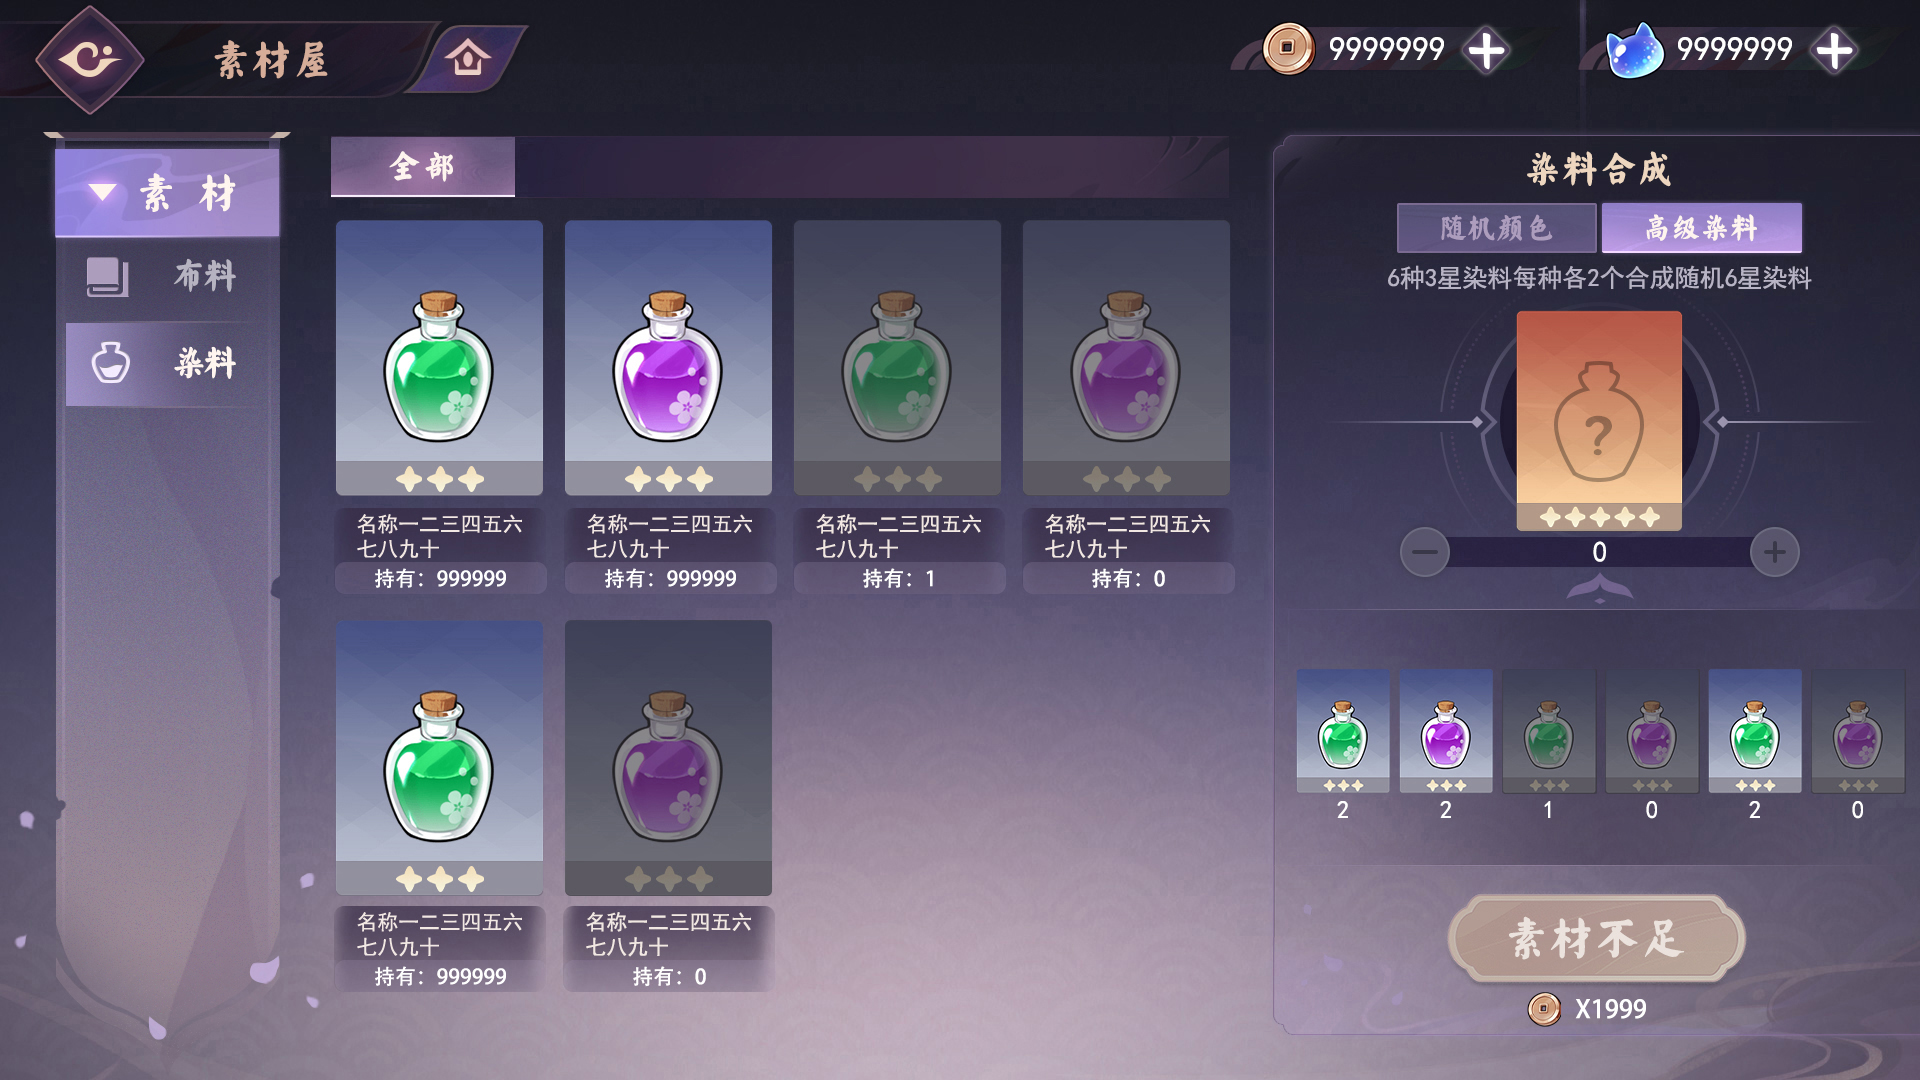 素材屋
9999999
9999999
素 材
布料
染料
全部
名称一二三四五六
七八九十
持有：999999
名称一二三四五六
七八九十
持有：999999
名称一二三四五六
七八九十
持有：1
名称一二三四五六
七八九十
持有：0
名称一二三四五六
七八九十
持有：999999
名称一二三四五六
七八九十
持有：0
染料合成
随机颜色
高级染料
6种3星染料每种各2个合成随机6星染料
?
0
2
2
1
0
2
0
素材不足
X1999